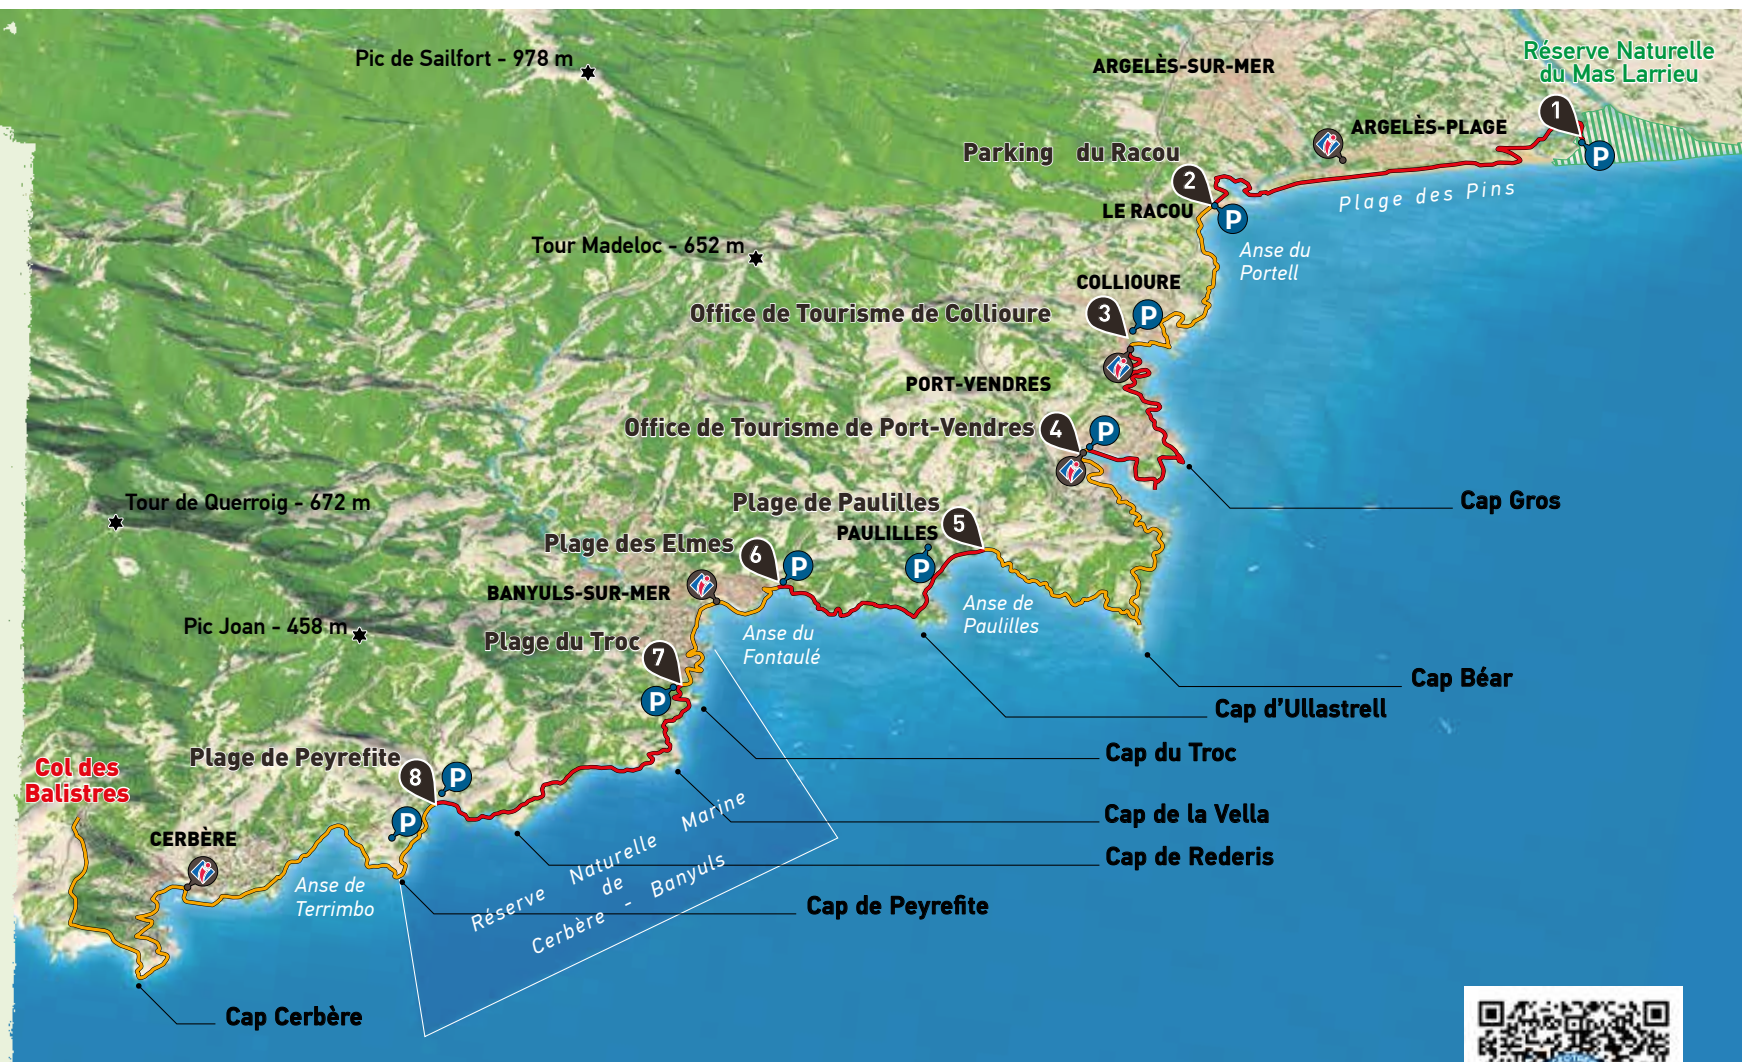 Pic de Sailfort - 978 m
ARGELÈS-SUR-MER
Réserve Naturelle
du Mas Larrieu
1
ARGELÈS-PLAGE
P
Parking du Racou
2
LE RACOU
P
Plage des Pins
Tour Madeloc - 652 m
Anse du
Portell
COLLIOURE
Office de Tourisme de Collioure
3
P
PORT-VENDRES
Office de Tourisme de Port-Vendres
4
P
Cap Gros
Tour de Querroig - 672 m
Plage de Paulilles
5
PAULILLES
P
Plage des Elmes
6
P
BANYULS-SUR-MER
Anse de
Paulilles
Pic Joan - 458 m
Anse du
Fontaulé
Plage du Troc
7
P
Cap Béar
Cap d'Ullastrell
Cap du Troc
Plage de Peyrefite
8
P
P
Col des
Balistres
Cap de la Vella
CERBÈRE
Cap de Rederis
Réserve Naturelle Marine
de
Cerbère - Banyuls
Anse de
Terrimbo
Cap de Peyrefite
Cap Cerbère